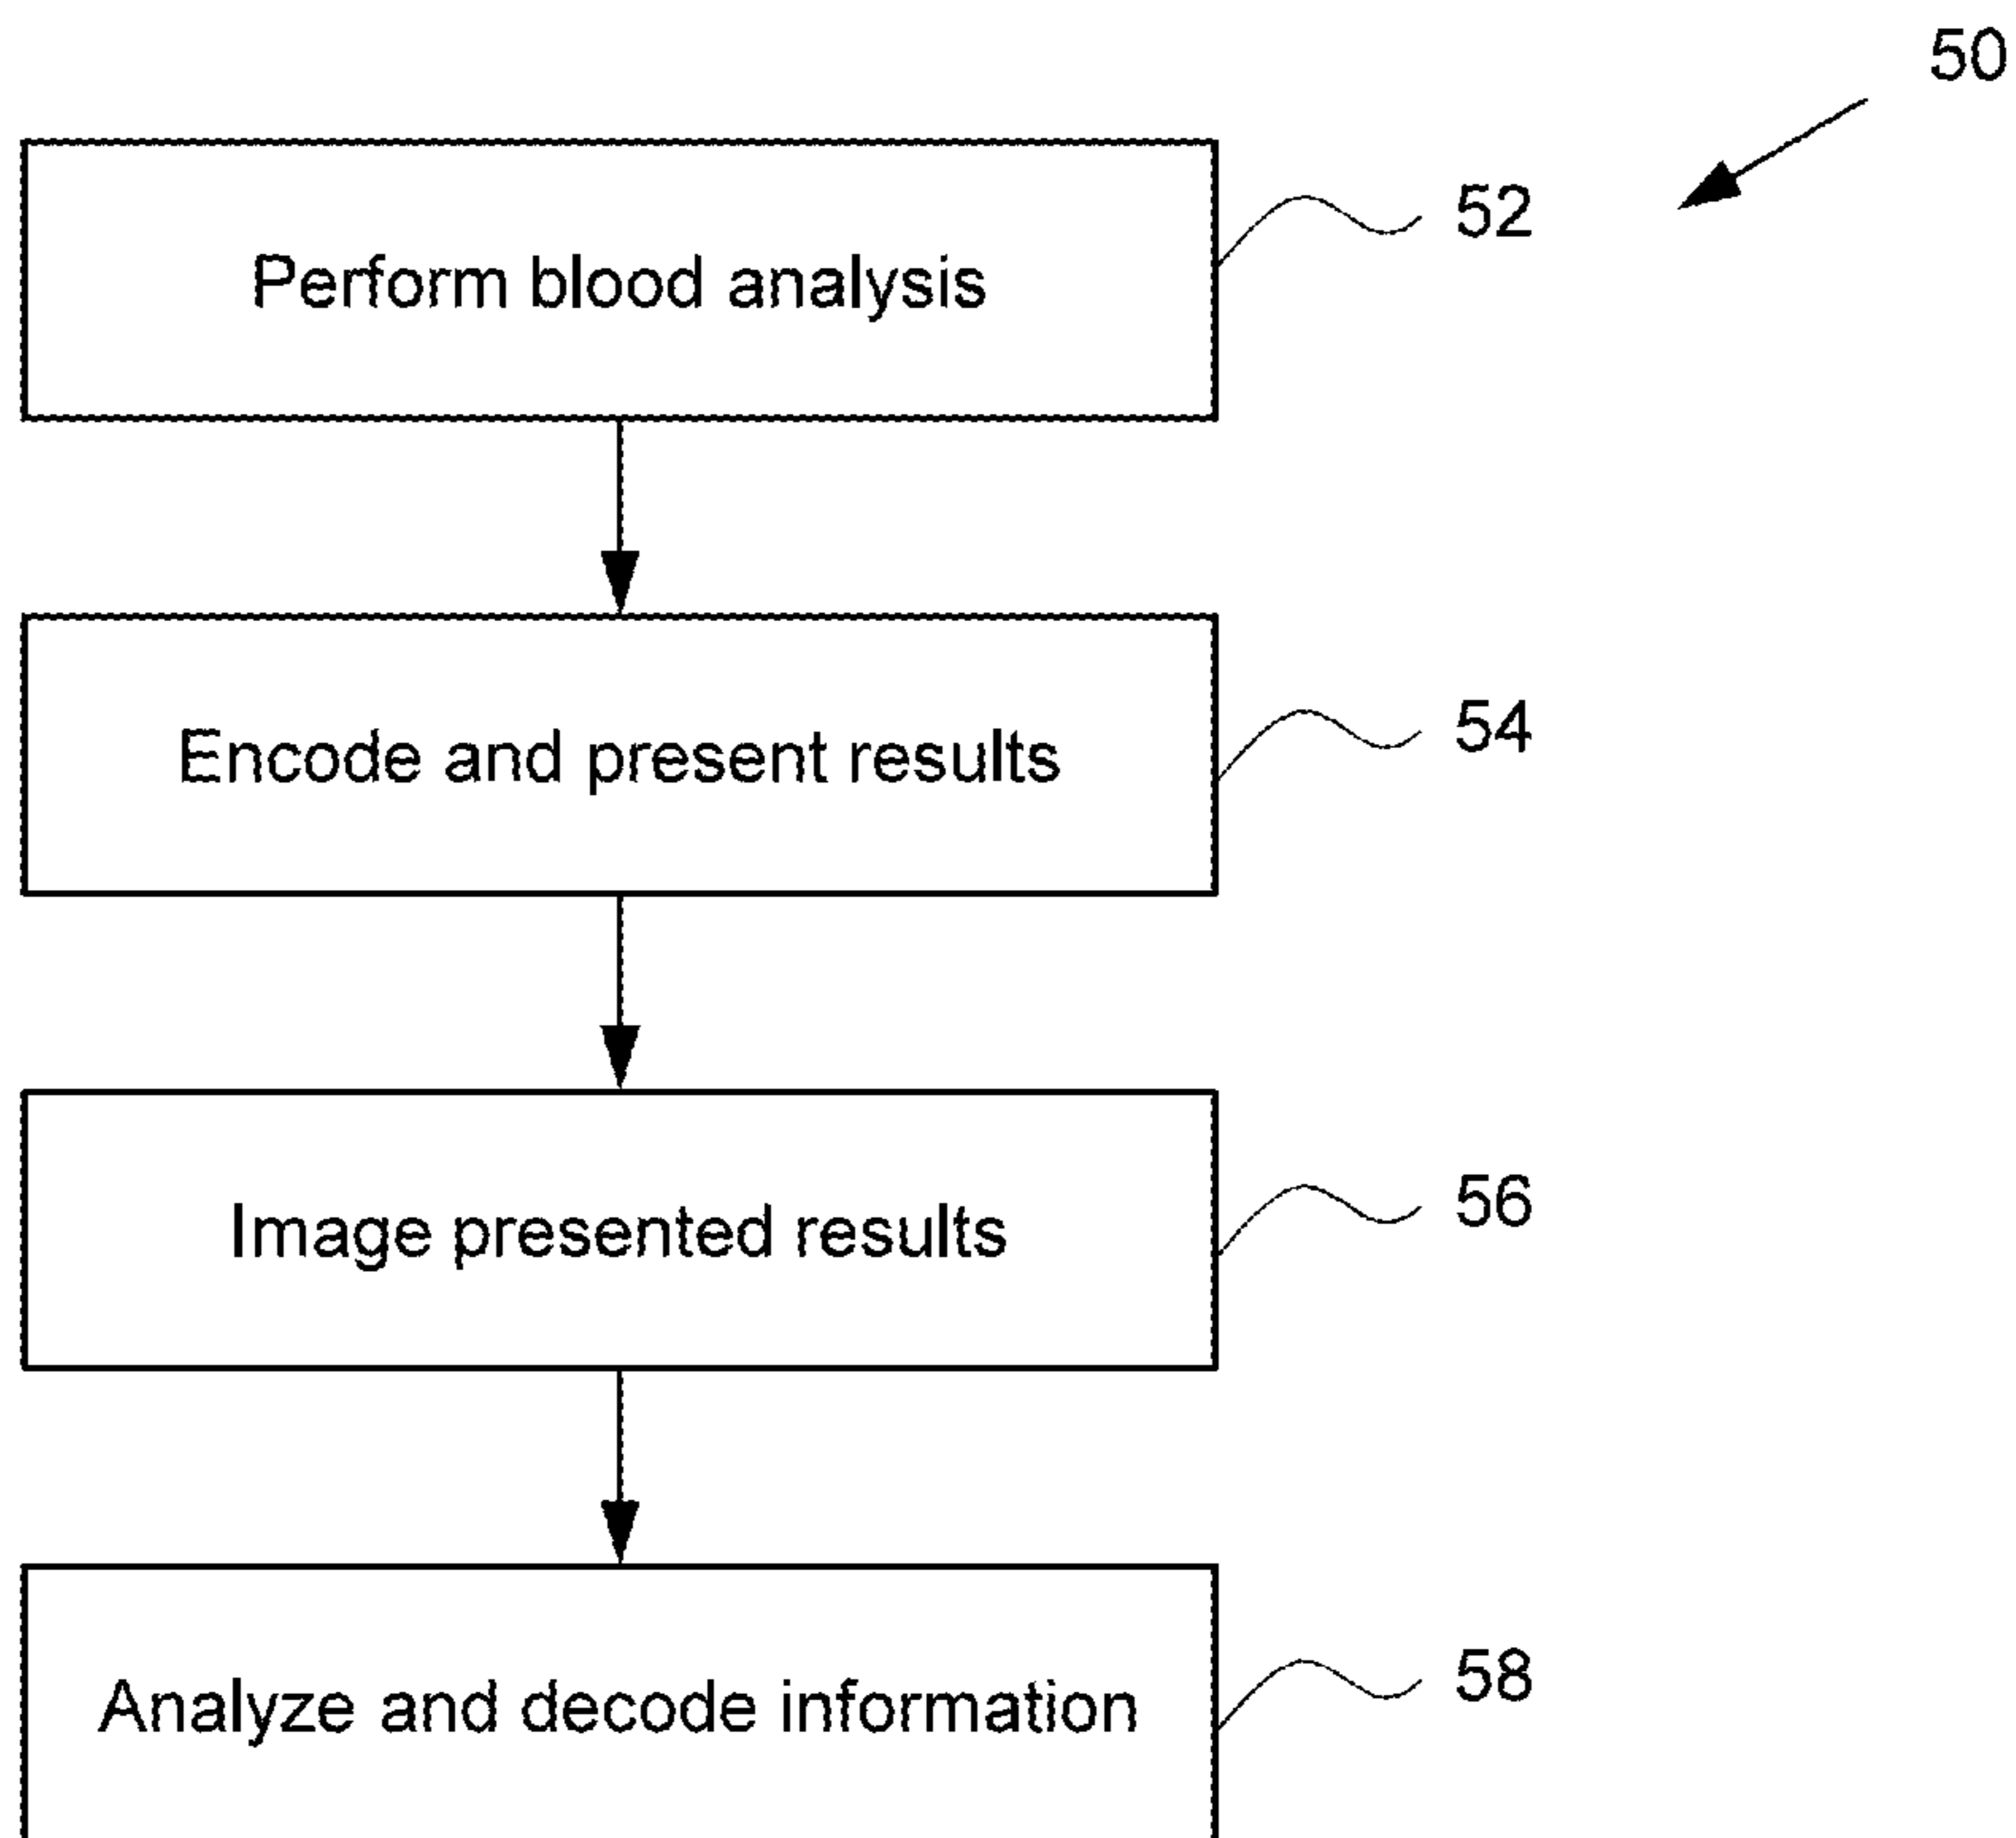 50
Perform blood analysis
52
Encode and present results
54
Image presented results
56
Analyze and decode information
58